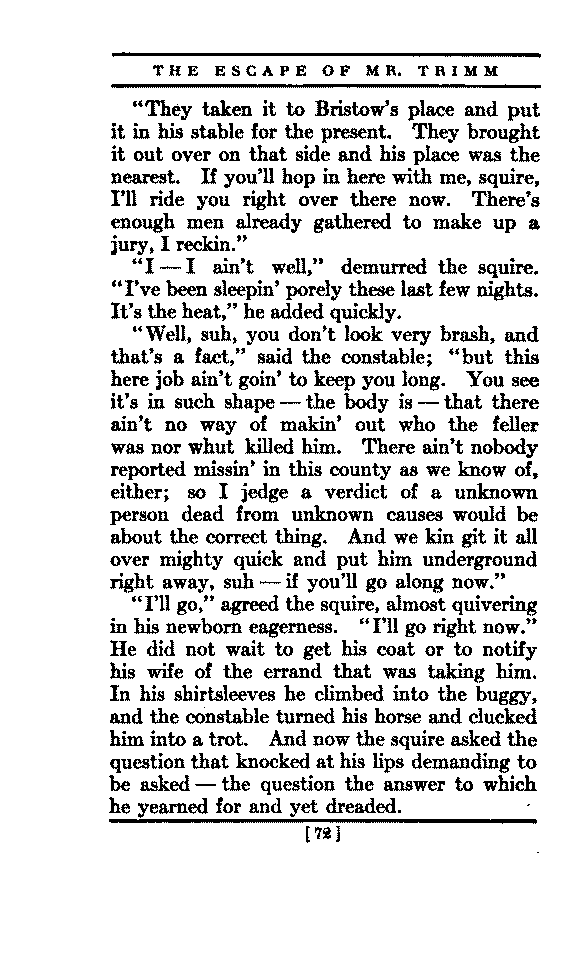 THE ESCAPE OF MR. TRIMM
"They taken it to Bristow's place and put
it in his stable for the present. They brought
it out over on that side and his place was the
nearest. If you'll hop in here with me, squire,
I'll ride you right over there now. There's
enough men already gathered to make up a
jury, I reckin."
"I — I ain't well," demurred the squire.
"I've been sleepin' porely these last few nights.
It's the heat," he added quickly.
"Well, suh, you don't look very brash, and
that's a fact," said the constable; "but this
here job ain't goin' to keep you long. You see
it's in such shape — the body is — that there
ain't no way of makin' out who the feller
was nor whut killed him. There ain't nobody
reported missin' in this county as we know of,
either; so I jedge a verdict of a unknown
person dead from unknown causes would be
about the correct thing. And we kin git it all
over mighty quick and put him underground
right away, suh — if you'll go along now."
"I'll go," agreed the squire, almost quivering
in his newborn eagerness. "I'll go right now."
He did not wait to get his coat or to notify
his wife of the errand that was taking him.
In his shirtsleeves he climbed into the buggy,
and the constable turned his horse and clucked
him into a trot. And now the squire asked the
question that knocked at his lips demanding to
be asked — the question the answer to which
he yearned for and yet dreaded.
[72]